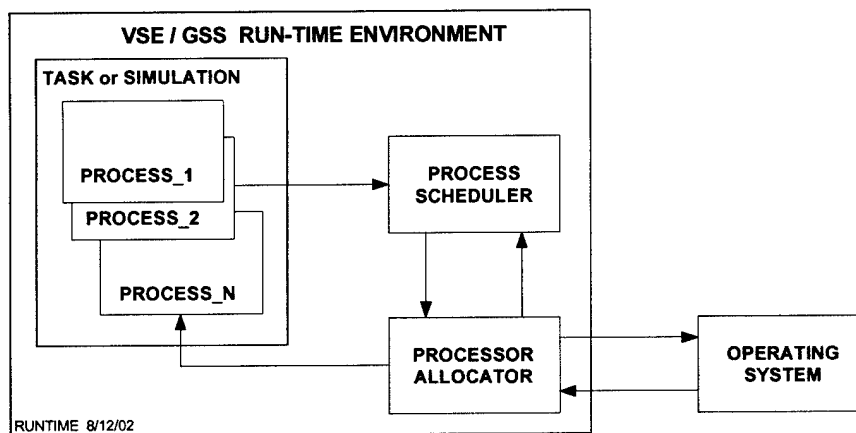 VSE / GSS RUN-TIME ENVIRONMENT
TASK or SIMULATION
PROCESS_1
PROCESS_2
PROCESS_N
PROCESS
SCHEDULER
PROCESSOR
ALLOCATOR
OPERATING
SYSTEM
RUNTIME 8/12/02